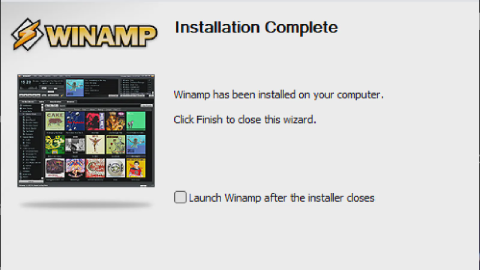 WINAMP
Installation Complete
Winamp has been installed on your computer.
Click Finish to close this wizard.
CAKE
Launch Winamp after the installer closes